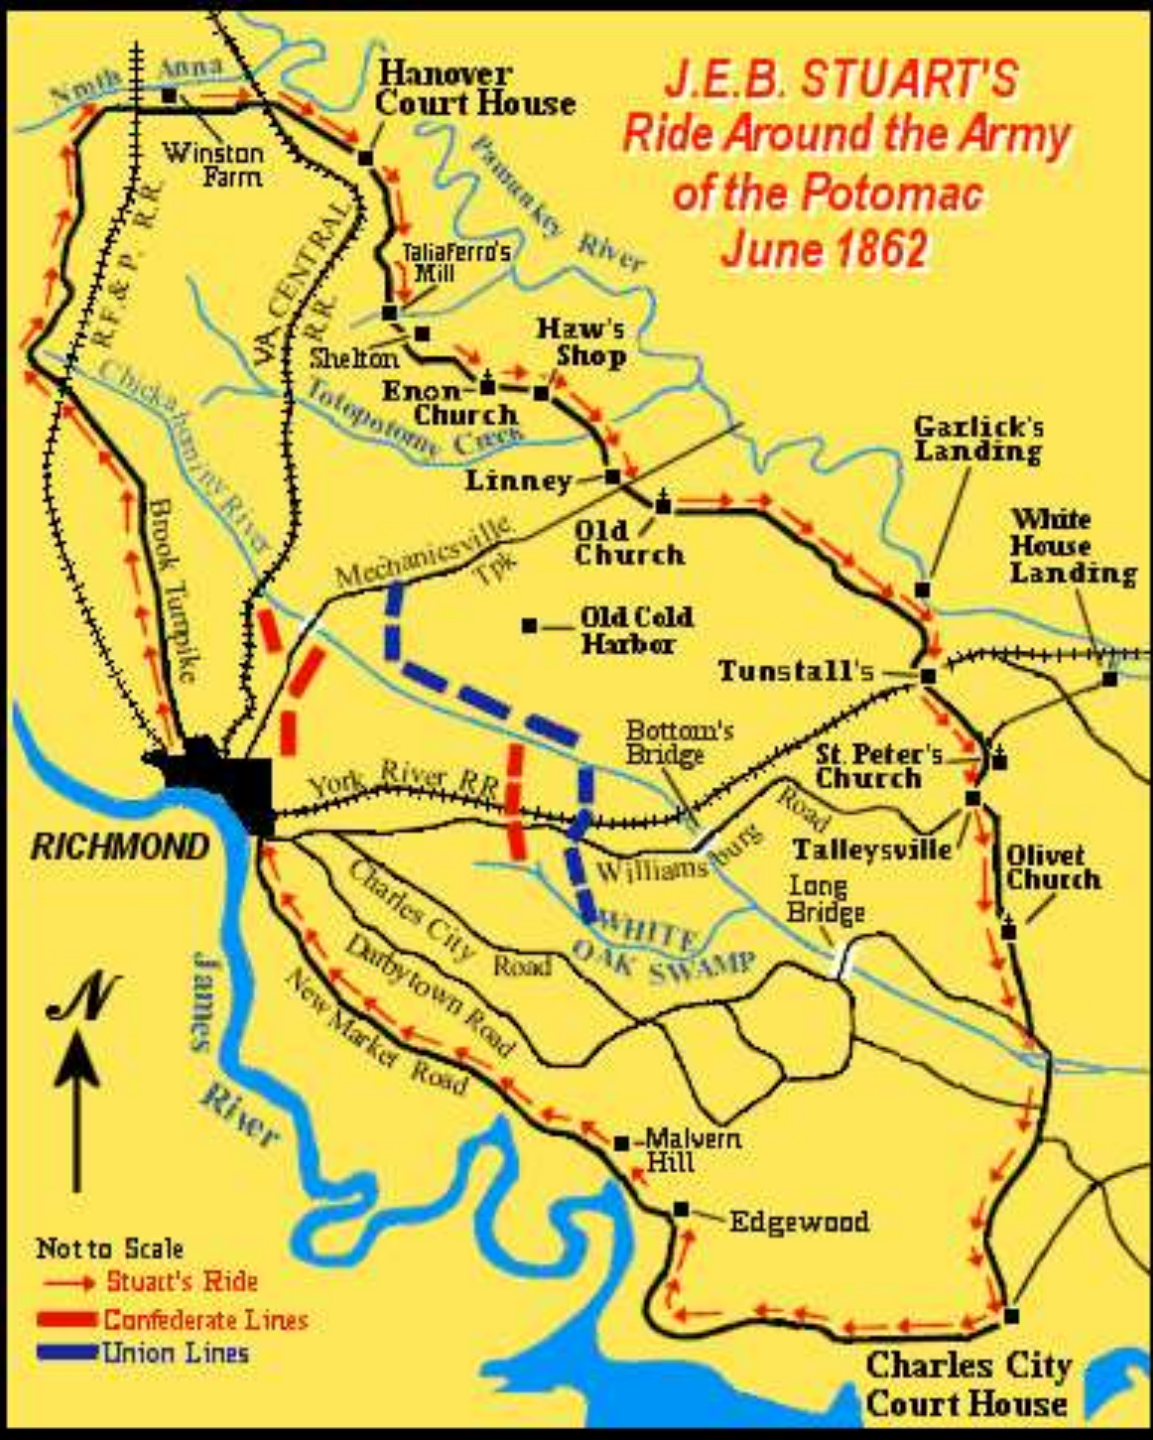 J.E.B. STUART'S
Ride Around the Army
of the Potomac
June 1862
North Anna
Hanover
Court House
Winston
Farm
Pamunkey River
R.F. & P. R.R.
VA. CENTRAL
R.R.
Taliaferro's
Mill
Shelton
Haw's
Shop
Enon
Church
Chickahominy River
Totopotomy Creek
Garlick's
Landing
Linney
Old
Church
White
House
Landing
Mechanicsville
Tpk
Brook Turnpike
Old Cold
Harbor
Tunstall's
Bottom's
Bridge
St. Peter's
Church
York River RR
Road
RICHMOND
Williamsburg
Talleysville
Olivet
Church
Long
Bridge
Charles City Road
WHITE
OAK SWAMP
Darbytown Road
New Market Road
James River
N
Malvern
Hill
Edgewood
Not to Scale
Stuart's Ride
Confederate Lines
Union Lines
Charles City
Court House